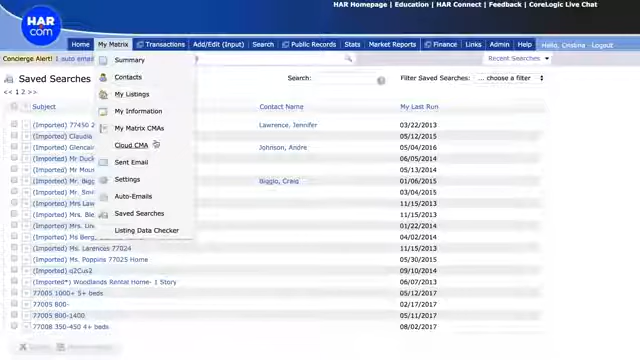 HAR Homepage | Education | HAR Connect | Feedback | CoreLogic Live Chat
HAR
.com
Home My Matrix Transactions Add/Edit (Input) Search Public Records Stats Market Reports Finance Links Admin Help Hello, Cristina - Logout
Concierge Alert! 1 auto email
Recent Searches
Summary
Saved Searches
Contacts
Search:
Filter Saved Searches: ... choose a filter
<< 1 2 >>
My Listings
Subject
Contact Name
My Last Run
My Information
(Imported) 77450 2
Lawrence, Jennifer
03/22/2013
My Matrix CMAs
(Imported) Claudia
05/12/2015
Cloud CMA
(Imported) Glencai
Johnson, Andre
05/04/2016
(Imported) Mr Duck
05/14/2015
Sent Email
(Imported) Mr Mou
05/13/2015
Settings
(Imported) Mr. Bigg
Biggio, Craig
01/06/2015
(Imported) Mr. Smi
03/04/2015
Auto-Emails
(Imported) Mrs Law
11/15/2013
Saved Searches
(Imported) Mrs. Ble
11/15/2013
(Imported) Mrs. Lin
01/22/2014
Listing Data Checker
(Imported) Ms Berg
04/02/2014
(Imported) Ms. Larences 77024
11/15/2013
(Imported) Ms. Poppins 77025 Home
05/30/2015
(Imported) q2Cus2
09/10/2014
(Imported*) Woodlands Rental Home- 1 Story
06/07/2013
77005 1000+ 5+ beds
05/12/2017
77005 800-
02/17/2017
77005 800-1400
05/11/2017
77008 350-450 4+ beds
08/02/2017